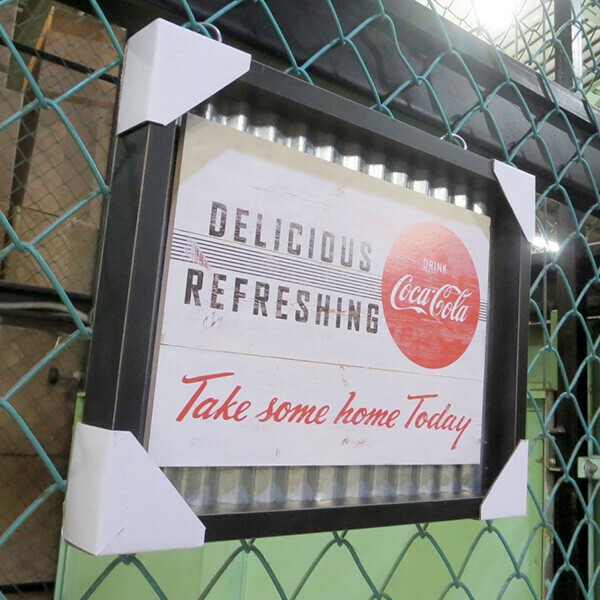 DELICIOUS
REFRESHING
DRINK
Coca-Cola
Take some home Today